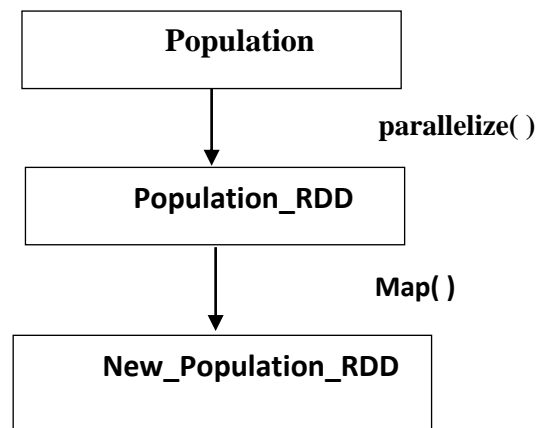 Population
parallelize( )
Population_RDD
Map( )
New_Population_RDD